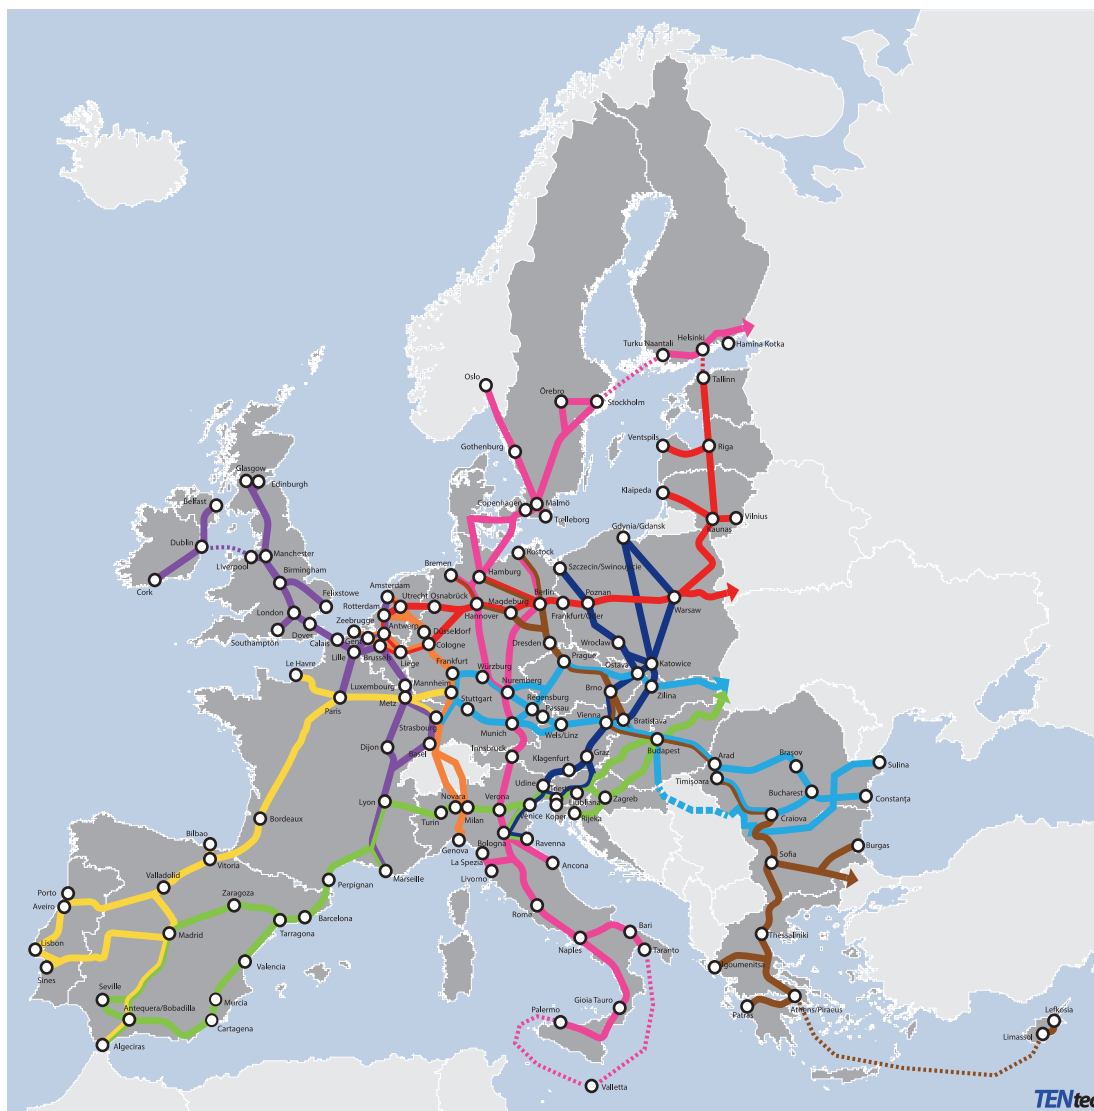 Helsinki
Turku Naantali
Hamina Kotka
Tallinn
Oslo
Örebro
Stockholm
Gothenburg
Ventspils
Riga
Glasgow
Edinburgh
Klaipeda
Belfast
Copenhagen
Malmö
Trelleborg
Vilnius
Kaunas
Gdynia/Gdansk
Dublin
Manchester
Liverpool
Rostock
Birmingham
Cork
Bremen
Hamburg
Szczecin/Swinoujscie
Amsterdam
Felixstowe
Utrecht
Osnabrück
Magdeburg
Berlin
Poznan
London
Rotterdam
Hannover
Frankfurt/Oder
Warsaw
Dover
Zeebrugge
Antwerp
Düsseldorf
Southampton
Calais
Gent
Cologne
Dresden
Wroclaw
Lille
Brussels
Liège
Prague
Ostava
Katowice
Le Havre
Frankfurt
Würzburg
Luxembourg
Mannheim
Nuremberg
Brno
Zilina
Metz
Stuttgart
Regensburg
Passau
Paris
Strasbourg
Vienna
Bratislava
Munich
Wels/Linz
Dijon
Basel
Innsbruck
Graz
Budapest
Klagenfurt
Arad
Braşov
Sulina
Udine
Trieste
Timişoara
Lyon
Novara
Verona
Ljubljana
Zagreb
Bucharest
Constanţa
Turin
Milan
Venice
Koper
Rijeka
Craiova
Bordeaux
Bilbao
Genova
Bologna
Ravenna
Burgas
Vitoria
La Spezia
Ancona
Sofia
Valladolid
Marseille
Livorno
Porto
Perpignan
Zaragoza
Aveiro
Barcelona
Roma
Madrid
Tarragona
Bari
Thessaliniki
Lisbon
Naples
Taranto
Valencia
Sines
Igoumenitsa
Seville
Murcia
Gioia Tauro
Antequera/Bobadilla
Palermo
Athens/Piraeus
Patras
Lefkosia
Cartagena
Limassol
Algeciras
Valletta
TENtec